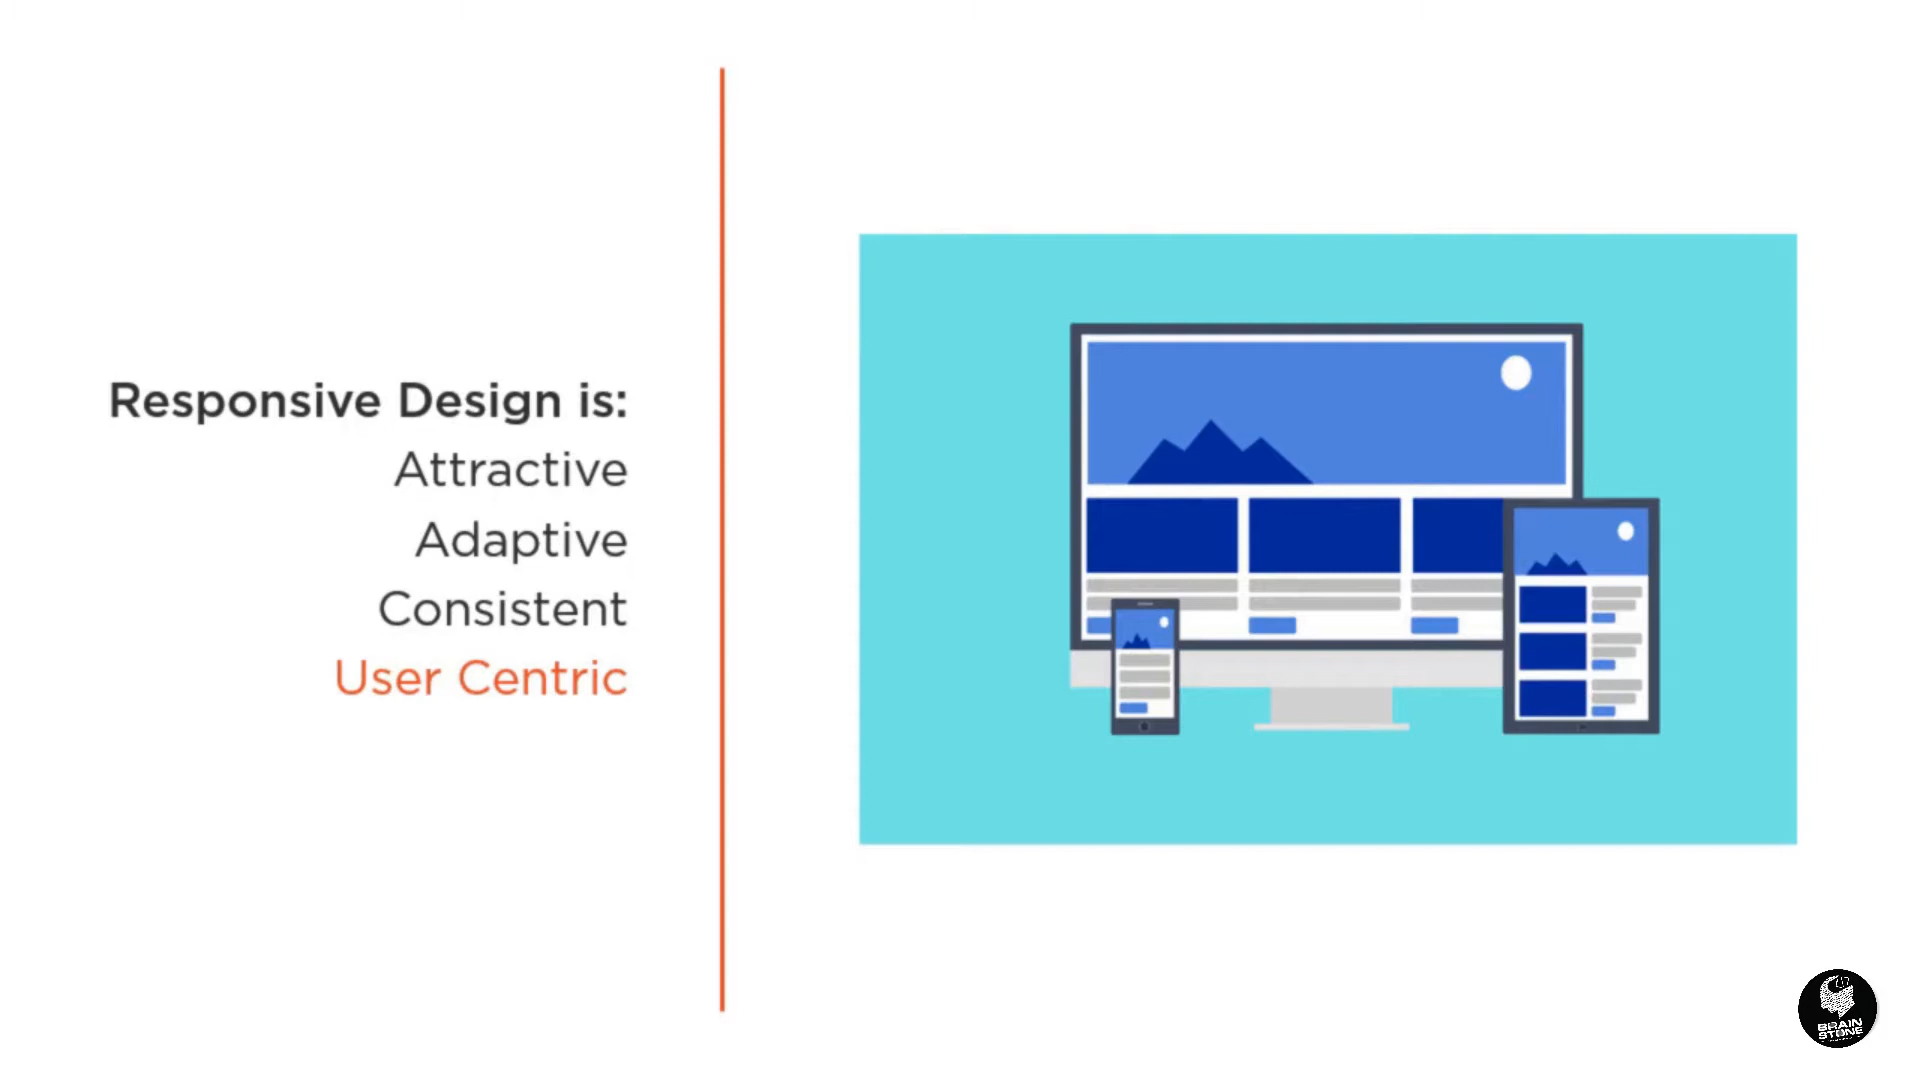 Responsive Design is:
Attractive
Adaptive
Consistent
User Centric
BRAIN
STONE